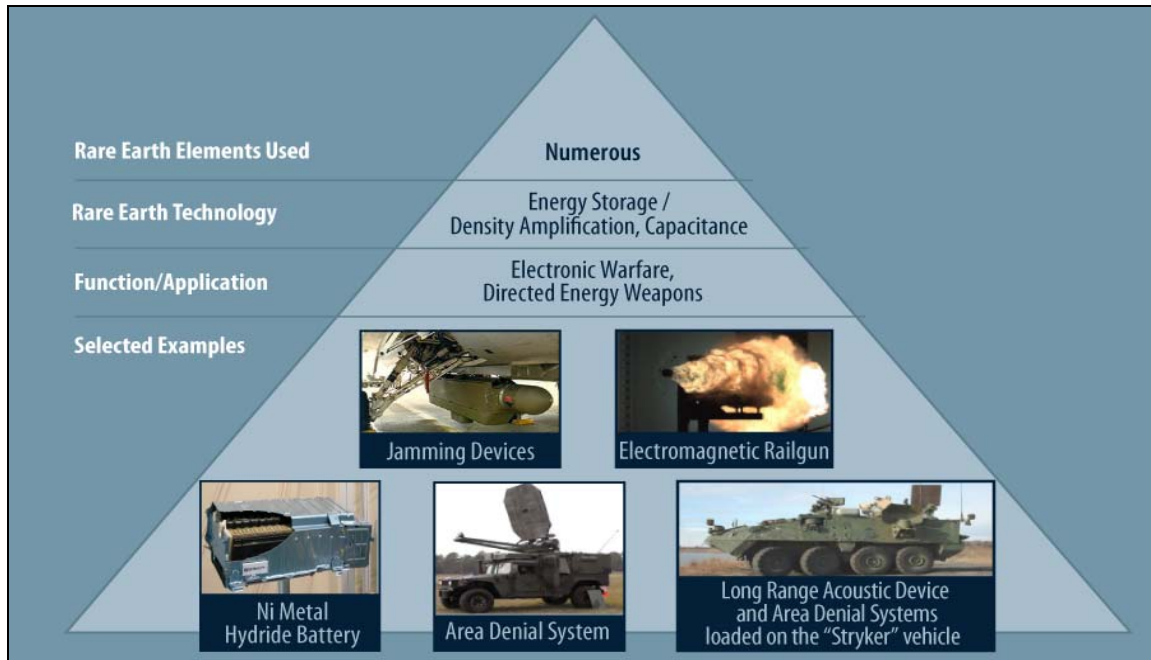 Rare Earth Elements Used
Numerous
Rare Earth Technology
Energy Storage /
Density Amplification, Capacitance
Function/Application
Electronic Warfare,
Directed Energy Weapons
Selected Examples
Jamming Devices
Electromagnetic Railgun
Ni Metal
Hydride Battery
Area Denial System
Long Range Acoustic Device
and Area Denial Systems
loaded on the “Stryker” vehicle